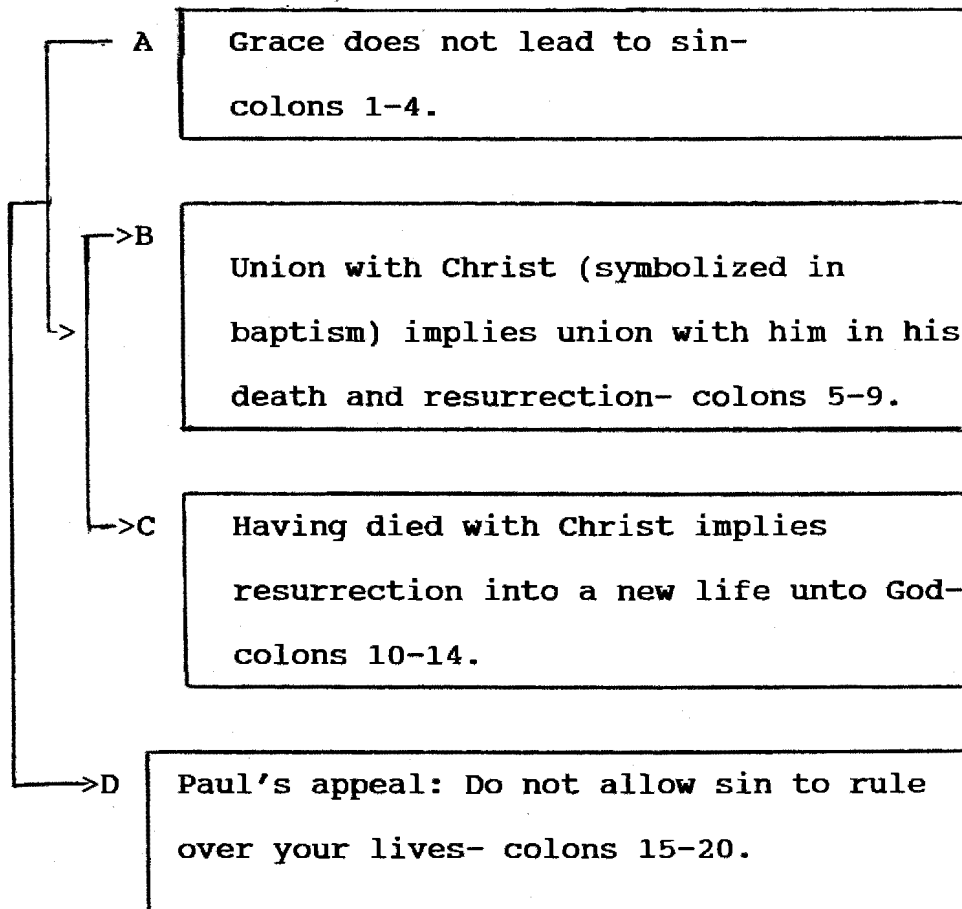 A Grace does not lead to sin-
colons 1-4.
>B
Union with Christ (symbolized in
> baptism) implies union with him in his
death and resurrection- colons 5-9.
>C Having died with Christ implies
resurrection into a new life unto God-
colons 10-14.
>D Paul's appeal: Do not allow sin to rule
over your lives- colons 15-20.